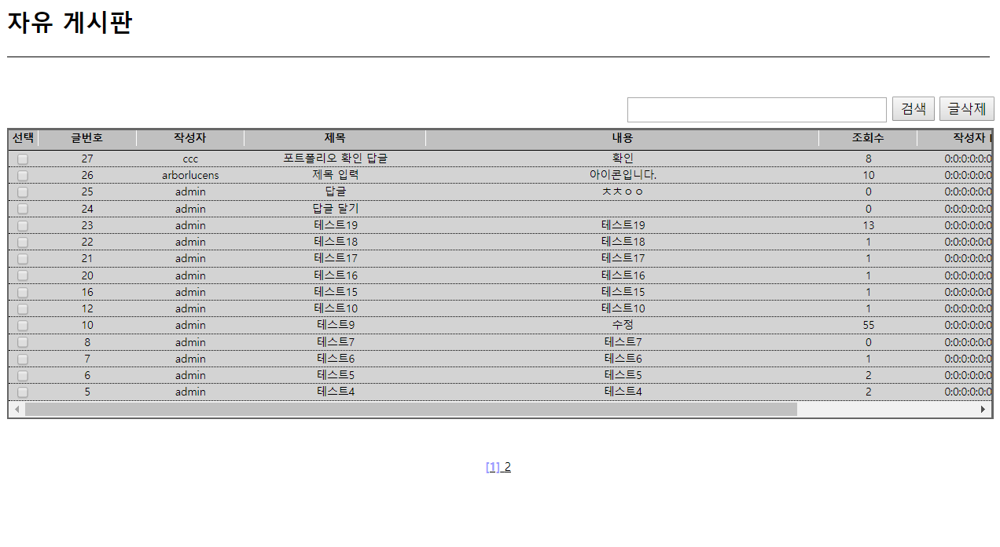 자유 게시판
검색 글삭제
선택 글번호 작성자 제목 내용 조회수 작성자
27 ccc 포트폴리오 확인 답글 확인 8 0:0:0:0:0:0
26 arborlucens 제목 입력 아이콘입니다. 10 0:0:0:0:0:0
25 admin 답글 ㅊㅊㅇㅇ 0 0:0:0:0:0:0
24 admin 답글 달기 0 0:0:0:0:0:0
23 admin 테스트19 테스트19 13 0:0:0:0:0:0
22 admin 테스트18 테스트18 1 0:0:0:0:0:0
21 admin 테스트17 테스트17 1 0:0:0:0:0:0
20 admin 테스트16 테스트16 1 0:0:0:0:0:0
16 admin 테스트15 테스트15 1 0:0:0:0:0:0
12 admin 테스트10 테스트10 1 0:0:0:0:0:0
10 admin 테스트9 수정 55 0:0:0:0:0:0
8 admin 테스트7 테스트7 0 0:0:0:0:0:0
7 admin 테스트6 테스트6 1 0:0:0:0:0:0
6 admin 테스트5 테스트5 2 0:0:0:0:0:0
5 admin 테스트4 테스트4 2 0:0:0:0:0:0
[1] 2